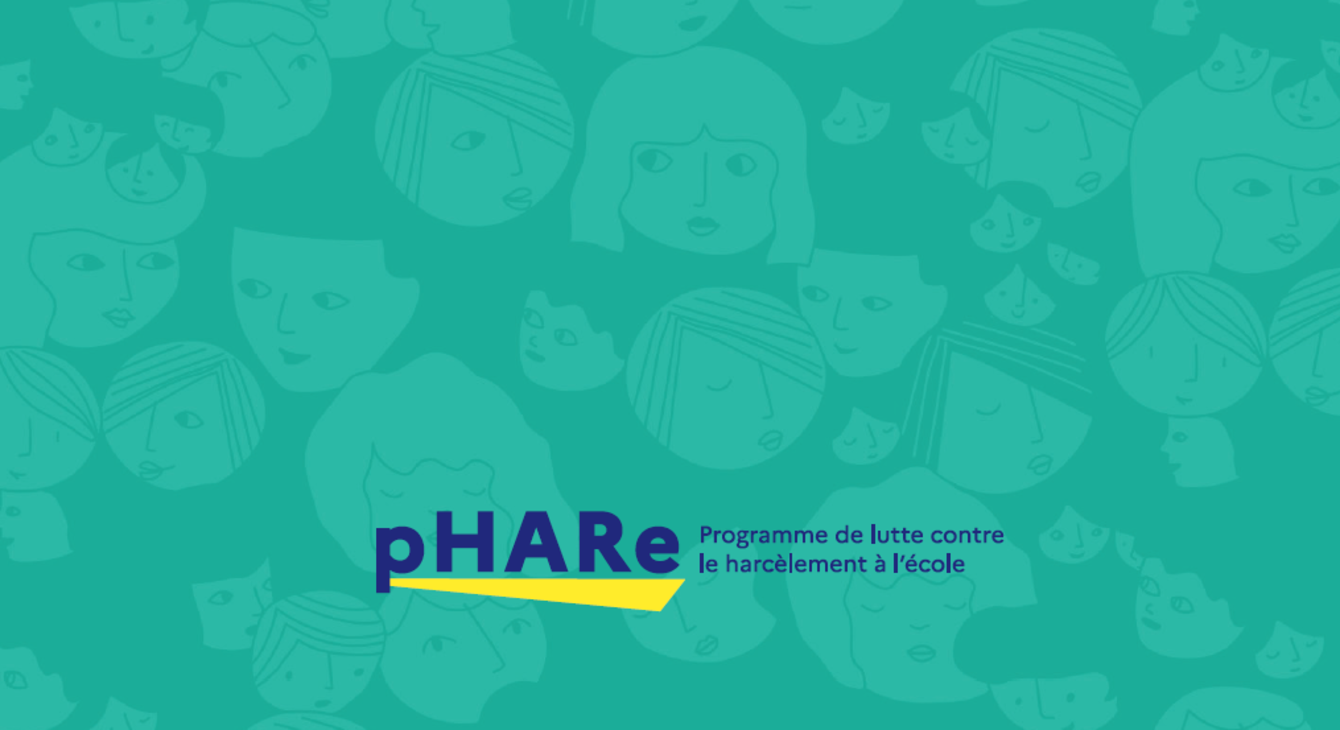 pHARe
Programme de lutte contre
le harcèlement à l'école